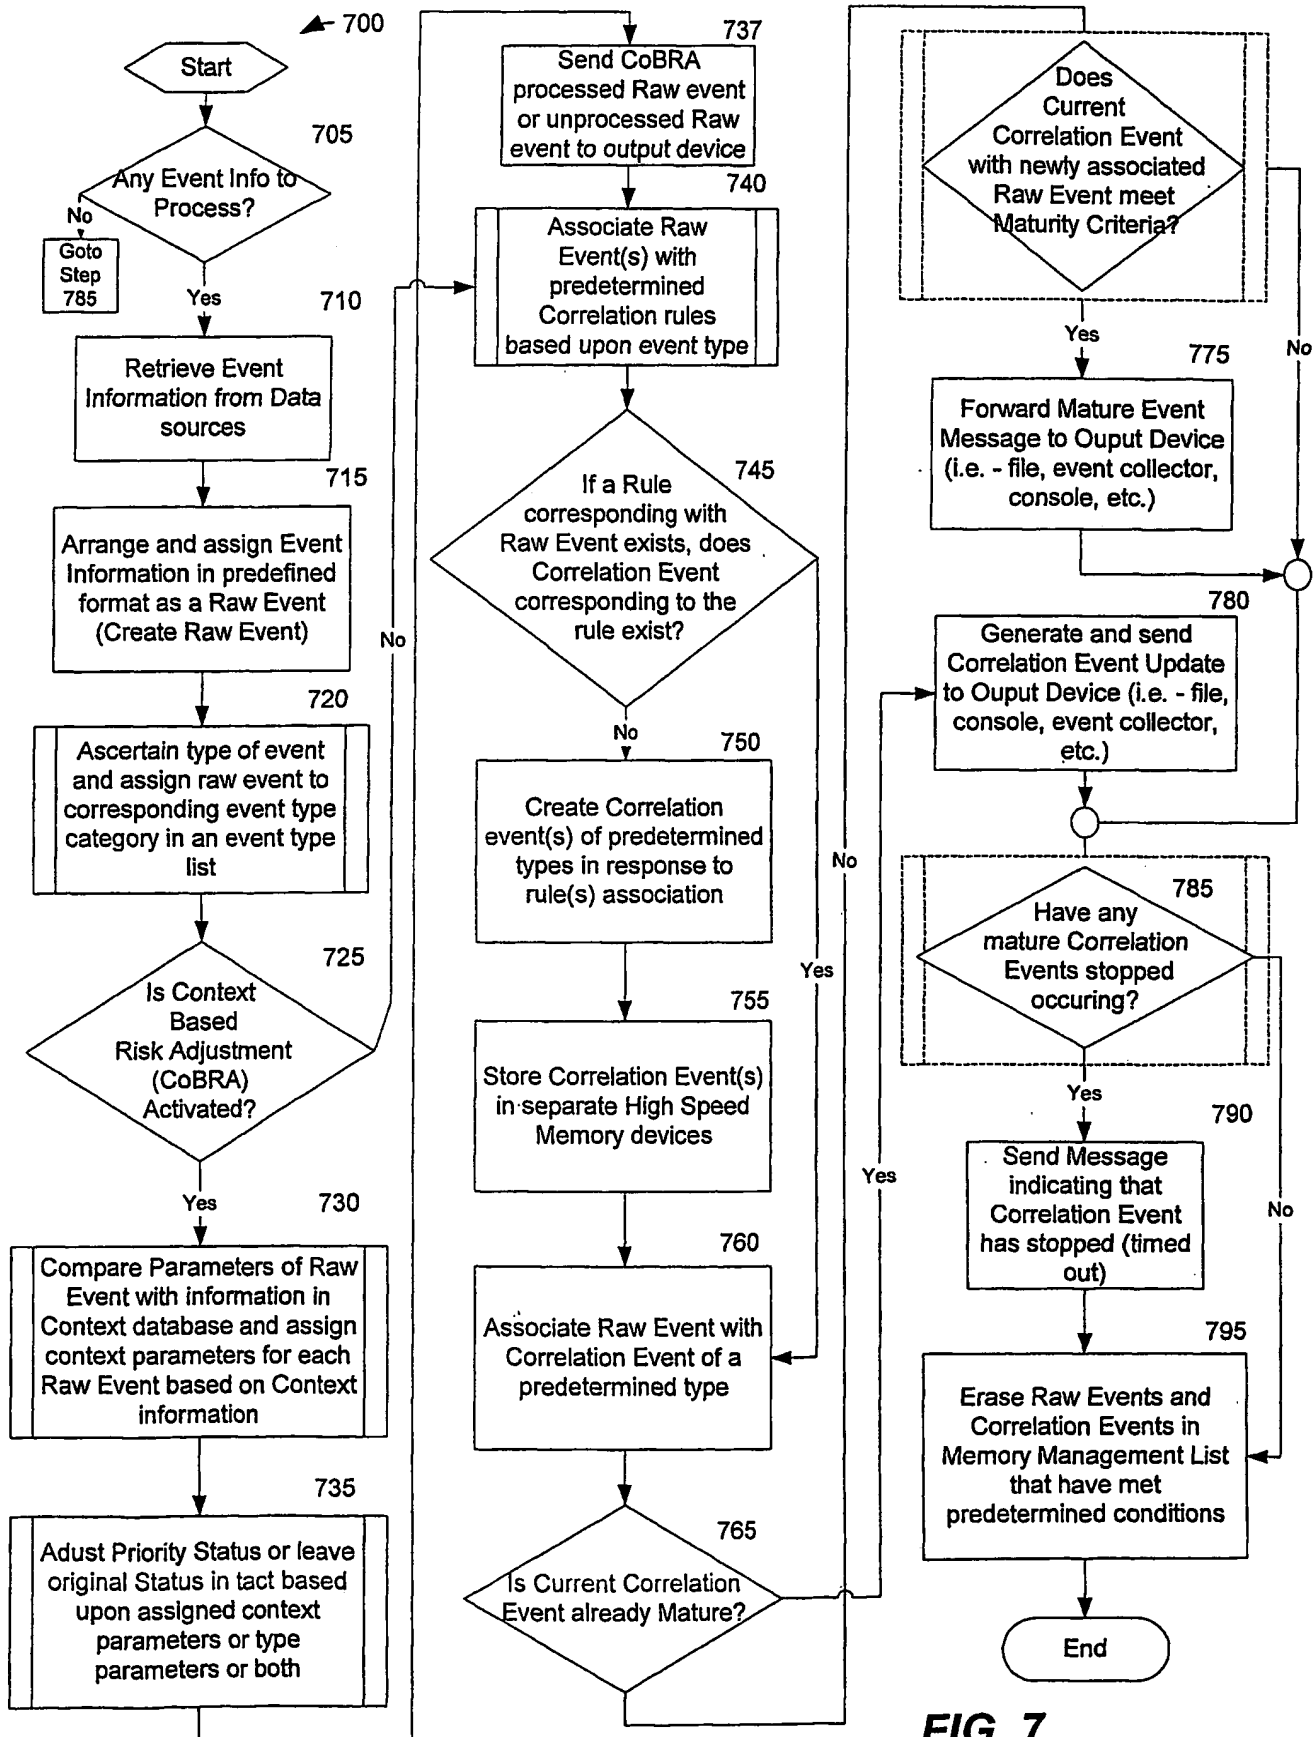 700
Start
705
Any Event Info to
Process?
No
Goto
Step
785
Yes
710
Retrieve Event
Information from Data
sources
715
Arrange and assign Event
Information in predefined
format as a Raw Event
(Create Raw Event)
720
Ascertain type of event
and assign raw event to
corresponding event type
category in an event type
list
725
Is Context
Based
Risk Adjustment
(CoBRA)
Activated?
No
Yes
730
Compare Parameters of Raw
Event with information in
Context database and assign
context parameters for each
Raw Event based on Context
information
735
Adust Priority Status or leave
original Status in tact based
upon assigned context
parameters or type
parameters or both
737
Send CoBRA
processed Raw event
or unprocessed Raw
event to output device
740
Associate Raw
Event(s) with
predetermined
Correlation rules
based upon event type
745
If a Rule
corresponding with
Raw Event exists, does
Correlation Event
corresponding to the
rule exist?
No
Yes
750
Create Correlation
event(s) of predetermined
types in response to
rule(s) association
755
Store Correlation Event(s)
in separate High Speed
Memory devices
760
Associate Raw Event with
Correlation Event of a
predetermined type
765
Is Current Correlation
Event already Mature?
No
Yes
Does
Current
Correlation Event
with newly associated
Raw Event meet
Maturity Criteria?
Yes
No
775
Forward Mature Event
Message to Ouput Device
(i.e. - file, event collector,
console, etc.)
780
Generate and send
Correlation Event Update
to Ouput Device (i.e. - file,
console, event collector,
etc.)
785
Have any
mature Correlation
Events stopped
occuring?
Yes
No
790
Send Message
indicating that
Correlation Event
has stopped (timed
out)
795
Erase Raw Events and
Correlation Events in
Memory Management List
that have met
predetermined conditions
End
FIG. 7